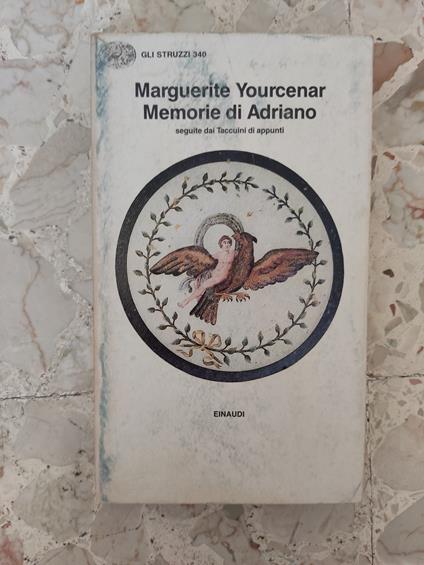 GLI STRUZZI 340
Marguerite Yourcenar
Memorie di Adriano
seguite dai Taccuini di appunti
EINAUDI